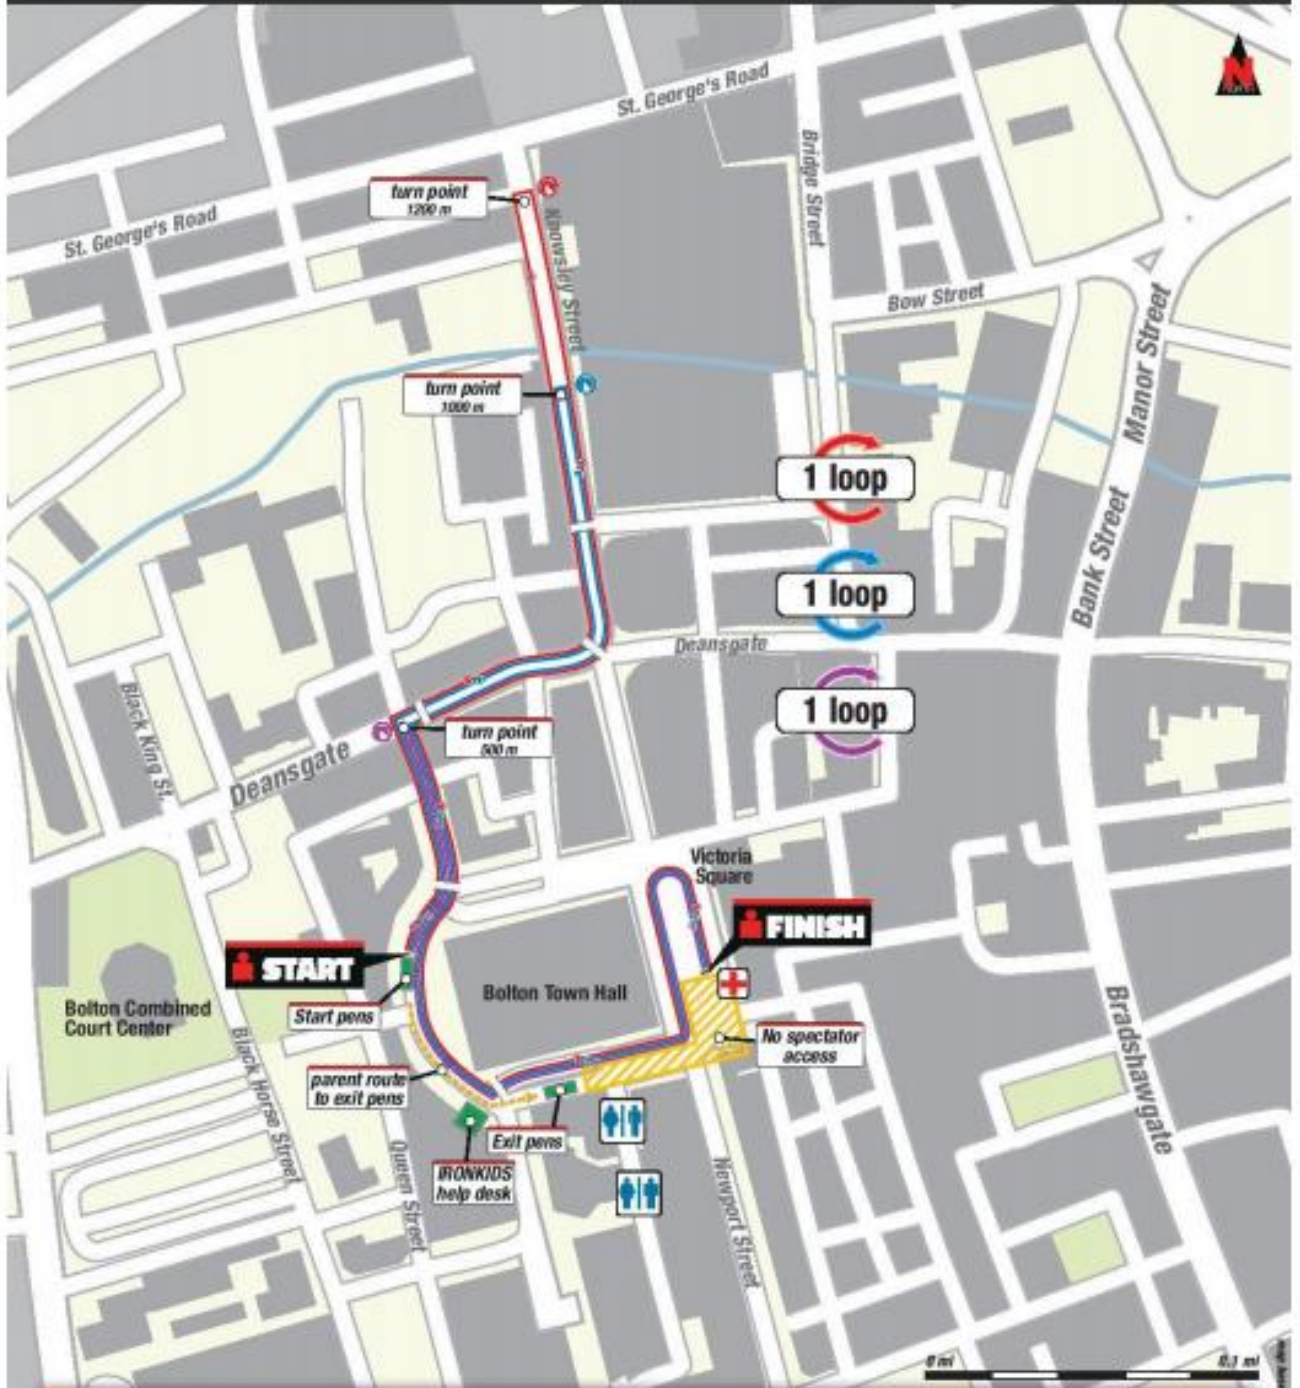 N
St. George's Road
Bridge Street
turn point
1200 m
St. George's Road
Knowsley Street
Bow Street
Manor Street
turn point
1000 m
1 loop
Bank Street
1 loop
Deansgate
Black King St.
1 loop
turn point
500 m
Deansgate
Victoria
Square
FINISH
START
Bolton Town Hall
Bolton Combined
Court Center
Start pens
No spectator
access
Bradshawgate
Black Horse Street
parent route
to exit pens
Exit pens
Queen Street
IRONKIDS
help desk
Newport Street
0 mi
0.1 mi